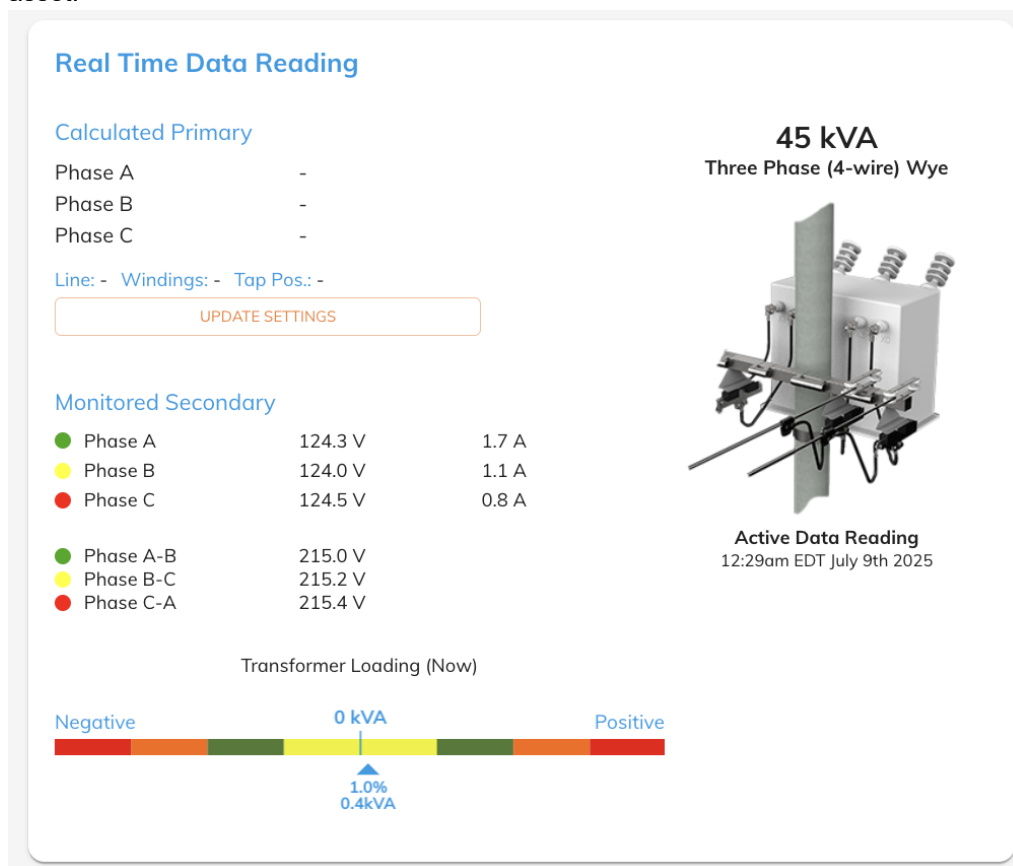 Real Time Data Reading
Calculated Primary
Phase A -
Phase B -
Phase C -
Line: - Windings: - Tap Pos.: -
UPDATE SETTINGS
Monitored Secondary
Phase A 124.3 V 1.7 A
Phase B 124.0 V 1.1 A
Phase C 124.5 V 0.8 A
Phase A-B 215.0 V
Phase B-C 215.2 V
Phase C-A 215.4 V
Transformer Loading (Now)
Negative 0 kVA Positive
1.0%
0.4kVA
45 kVA
Three Phase (4-wire) Wye
Active Data Reading
12:29am EDT July 9th 2025